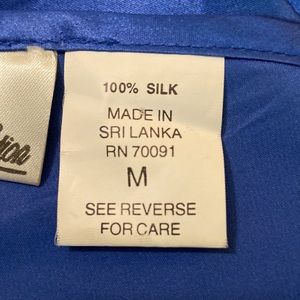 100% SILK
MADE IN
SRI LANKA
RN 70091
M
SEE REVERSE
FOR CARE